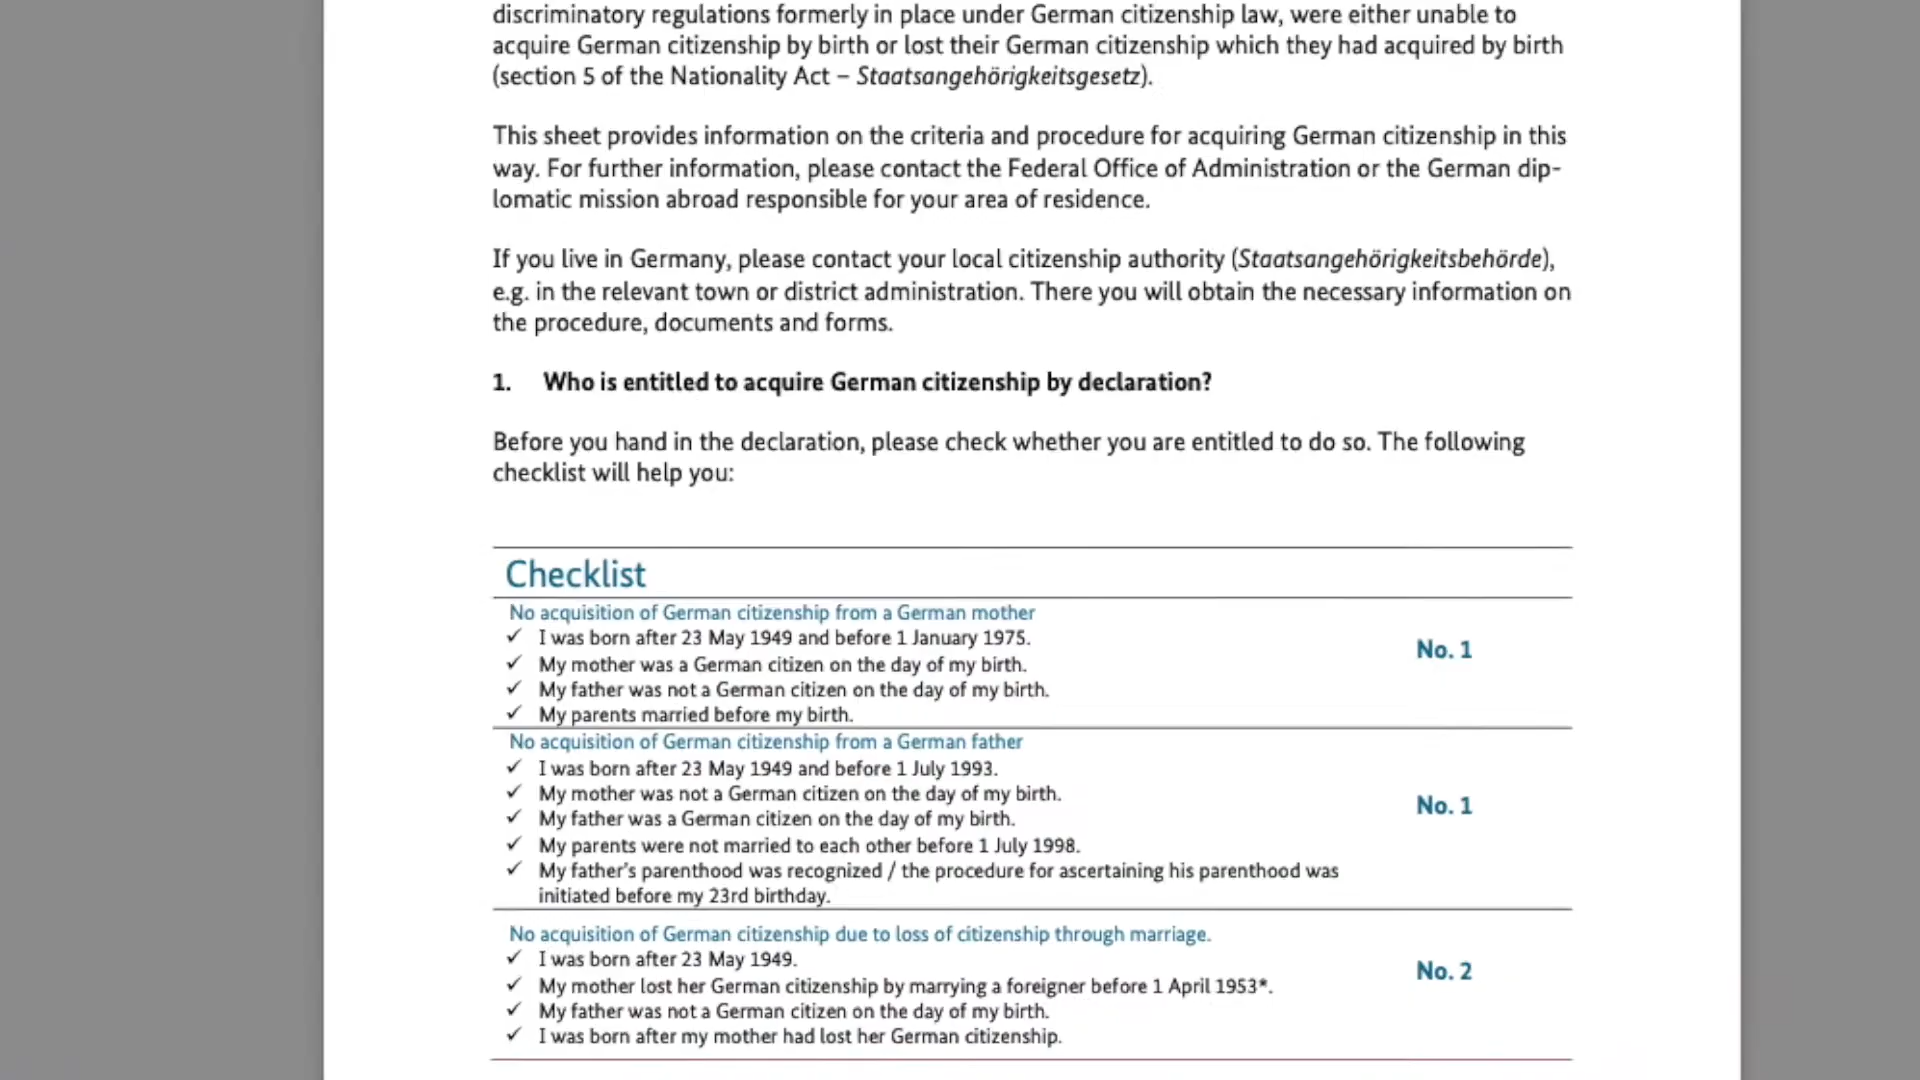 discriminatory regulations formerly in place under German citizenship law, were either unable to
acquire German citizenship by birth or lost their German citizenship which they had acquired by birth
(section 5 of the Nationality Act – Staatsangehörigkeitsgesetz).
This sheet provides information on the criteria and procedure for acquiring German citizenship in this
way. For further information, please contact the Federal Office of Administration or the German dip-
lomatic mission abroad responsible for your area of residence.
If you live in Germany, please contact your local citizenship authority (Staatsangehörigkeitsbehörde),
e.g. in the relevant town or district administration. There you will obtain the necessary information on
the procedure, documents and forms.
1. Who is entitled to acquire German citizenship by declaration?
Before you hand in the declaration, please check whether you are entitled to do so. The following
checklist will help you:
Checklist
No acquisition of German citizenship from a German mother
✓ I was born after 23 May 1949 and before 1 January 1975.
No. 1
✓ My mother was a German citizen on the day of my birth.
✓ My father was not a German citizen on the day of my birth.
✓ My parents married before my birth.
No acquisition of German citizenship from a German father
✓ I was born after 23 May 1949 and before 1 July 1993.
✓ My mother was not a German citizen on the day of my birth.
No. 1
✓ My father was a German citizen on the day of my birth.
✓ My parents were not married to each other before 1 July 1998.
✓ My father's parenthood was recognized / the procedure for ascertaining his parenthood was
initiated before my 23rd birthday.
No acquisition of German citizenship due to loss of citizenship through marriage.
✓ I was born after 23 May 1949.
No. 2
✓ My mother lost her German citizenship by marrying a foreigner before 1 April 1953*.
✓ My father was not a German citizen on the day of my birth.
✓ I was born after my mother had lost her German citizenship.